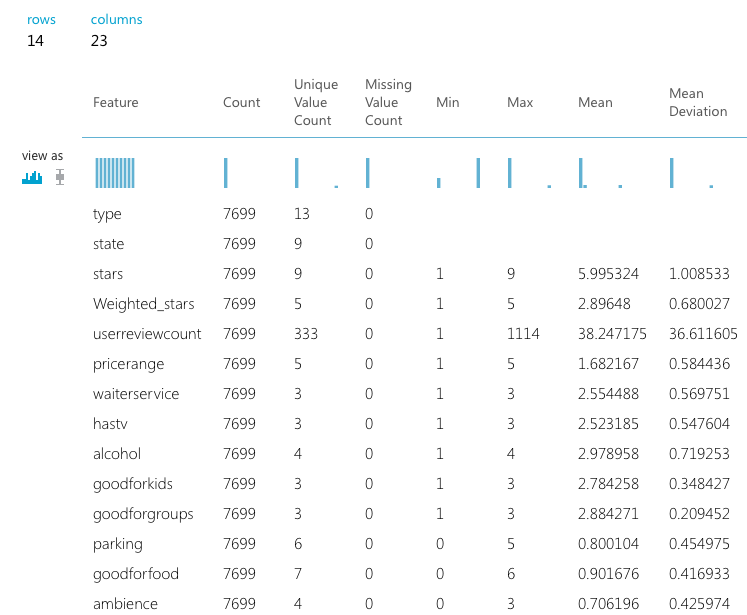 rows columns
14 23
Feature Count Unique Value Count Missing Value Count Min Max Mean Mean Deviation
view as
type 7699 13 0
state 7699 9 0
stars 7699 9 0 1 9 5.995324 1.008533
Weighted_stars 7699 5 0 1 5 2.89648 0.680027
userreviewcount 7699 333 0 1 1114 38.247175 36.611605
pricerange 7699 5 0 1 5 1.682167 0.584436
waiterservice 7699 3 0 1 3 2.554488 0.569751
hastv 7699 3 0 1 3 2.523185 0.547604
alcohol 7699 4 0 1 4 2.978958 0.719253
goodforkids 7699 3 0 1 3 2.784258 0.348427
goodforgroups 7699 3 0 1 3 2.884271 0.209452
parking 7699 6 0 0 5 0.800104 0.454975
goodforfood 7699 7 0 0 6 0.901676 0.416933
ambience 7699 4 0 0 3 0.706196 0.425974